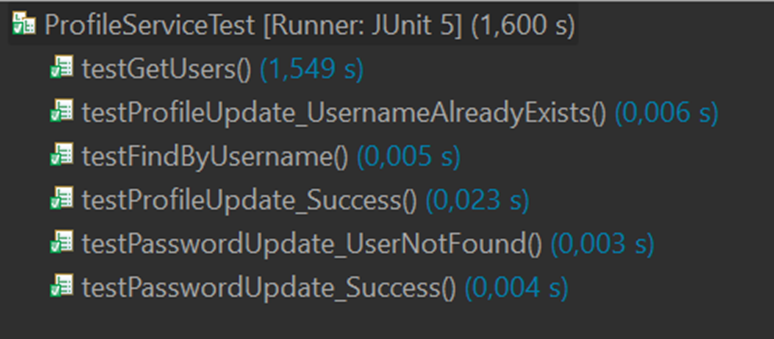 ProfileServiceTest [Runner: JUnit 5] (1,600 s)
testGetUsers() (1,549 s)
testProfileUpdate_UsernameAlreadyExists() (0,006 s)
testFindByUsername() (0,005 s)
testProfileUpdate_Success() (0,023 s)
testPasswordUpdate_UserNotFound() (0,003 s)
testPasswordUpdate_Success() (0,004 s)